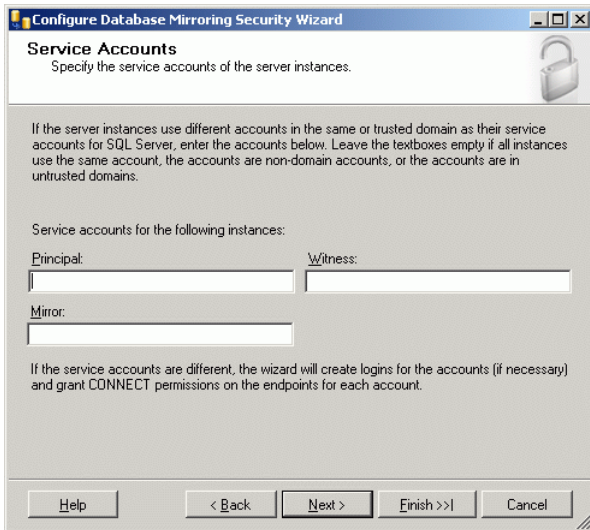 Configure Database Mirroring Security Wizard
Service Accounts
Specify the service accounts of the server instances.
If the server instances use different accounts in the same or trusted domain as their service
accounts for SQL Server, enter the accounts below. Leave the textboxes empty if all instances
use the same account, the accounts are non-domain accounts, or the accounts are in
untrusted domains.
Service accounts for the following instances:
Principal:
Witness:
Mirror:
If the service accounts are different, the wizard will create logins for the accounts (if necessary)
and grant CONNECT permissions on the endpoints for each account.
Help
< Back
Next >
Finish >>|
Cancel